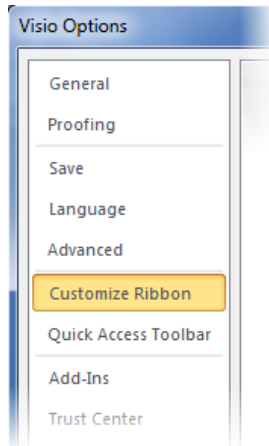 Visio Options
General
Proofing
Save
Language
Advanced
Customize Ribbon
Quick Access Toolbar
Add-Ins
Trust Center